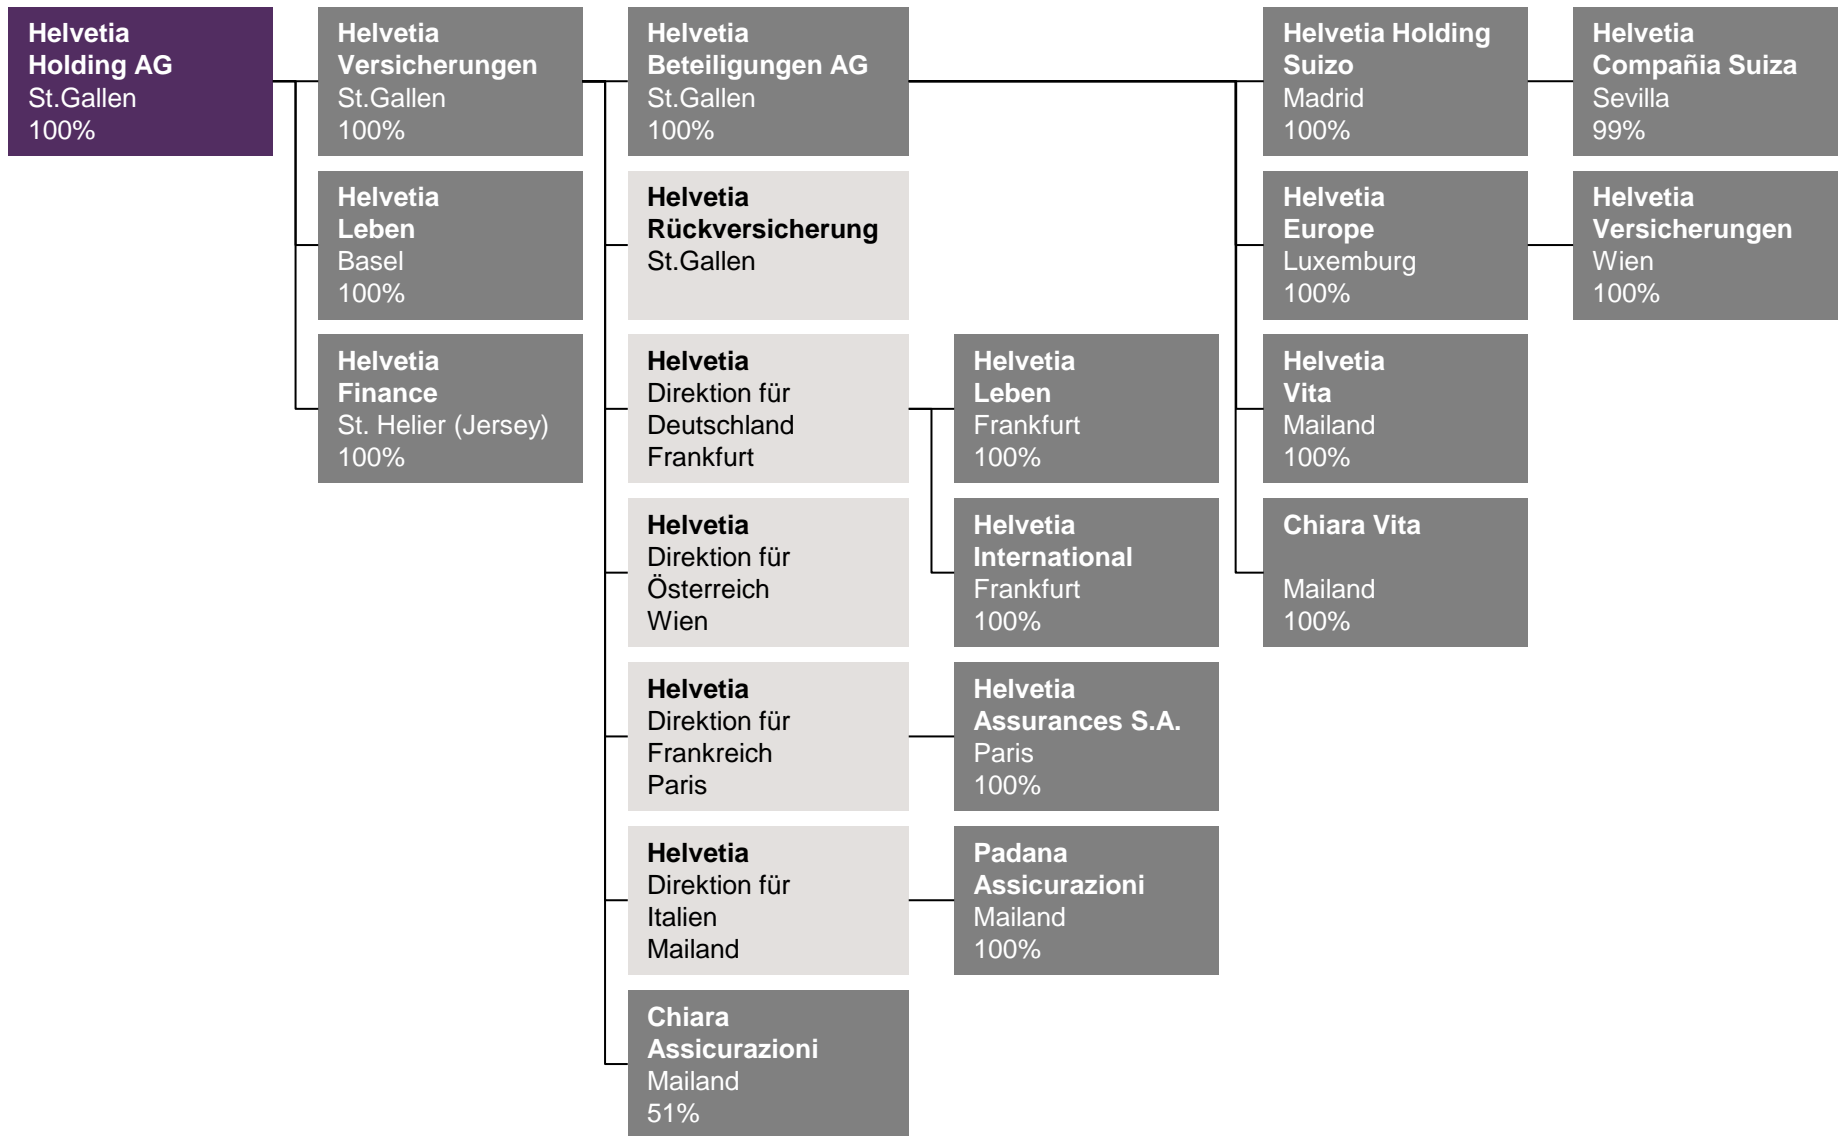 Helvetia
Holding AG
St.Gallen
100%
Helvetia
Versicherungen
St.Gallen
100%
Helvetia
Beteiligungen AG
St.Gallen
100%
Helvetia Holding
Suizo
Madrid
100%
Helvetia
Compañia Suiza
Sevilla
99%
Helvetia
Leben
Basel
100%
Helvetia
Rückversicherung
St.Gallen
Helvetia
Europe
Luxemburg
100%
Helvetia
Versicherungen
Wien
100%
Helvetia
Finance
St. Helier (Jersey)
100%
Helvetia
Direktion für
Deutschland
Frankfurt
Helvetia
Leben
Frankfurt
100%
Helvetia
Vita
Mailand
100%
Helvetia
Direktion für
Österreich
Wien
Helvetia
International
Frankfurt
100%
Chiara Vita
Mailand
100%
Helvetia
Direktion für
Frankreich
Paris
Helvetia
Assurances S.A.
Paris
100%
Helvetia
Direktion für
Italien
Mailand
Padana
Assicurazioni
Mailand
100%
Chiara
Assicurazioni
Mailand
51%